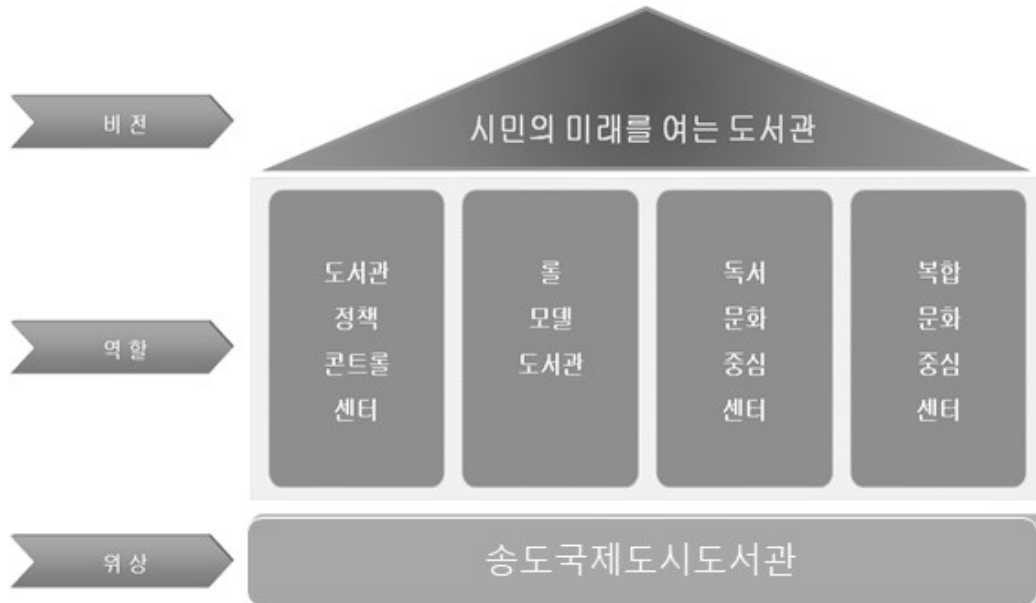 비 전
시민의 미래를 여는 도서관
역 할
도서관
정책
콘트롤
센터
롤
모델
도서관
독서
문화
중심
센터
복합
문화
중심
센터
위 상
송도국제도시도서관